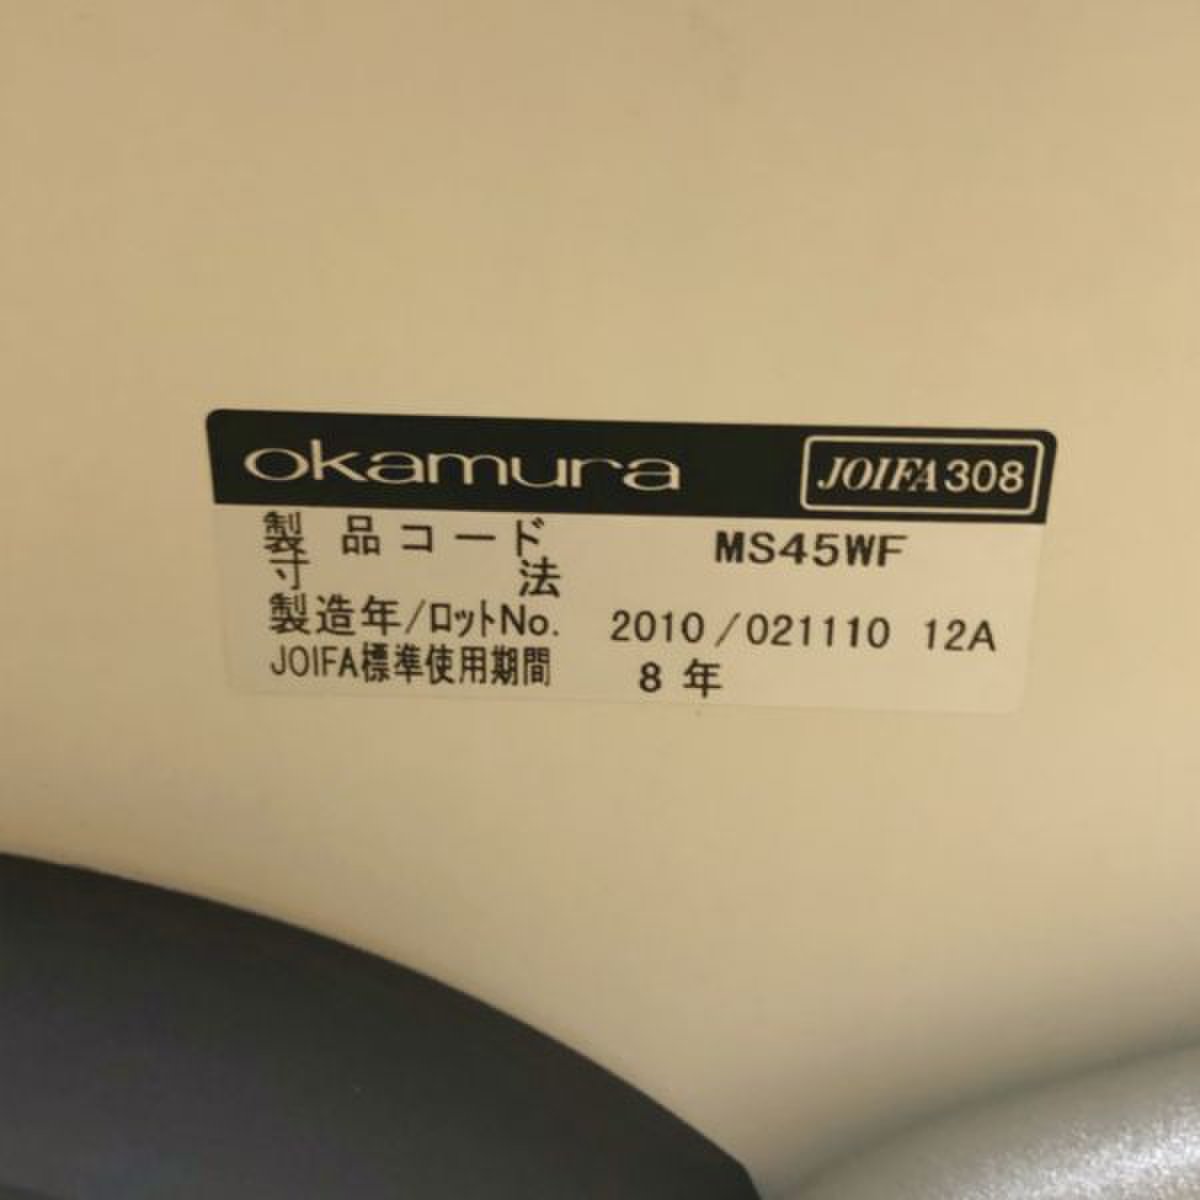 okamura JOIFA308
製品コード MS45WF
寸法
製造年/ロットNo. 2010/021110 12A
JOIFA標準使用期間 8年